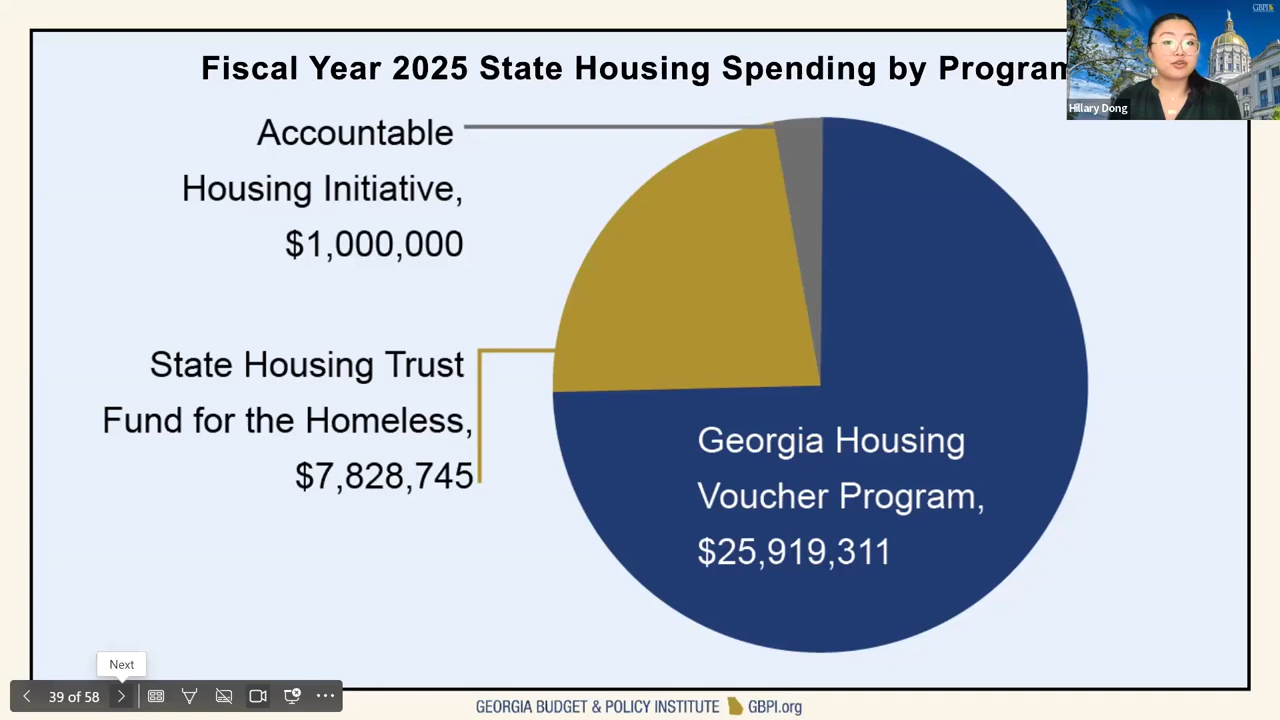 Fiscal Year 2025 State Housing Spending by Program
GBPI
Hillary Dong
Accountable
Housing Initiative,
$1,000,000
State Housing Trust
Fund for the Homeless,
$7,828,745
Georgia Housing
Voucher Program,
$25,919,311
Next
39 of 58
GEORGIA BUDGET & POLICY INSTITUTE GBPI.org